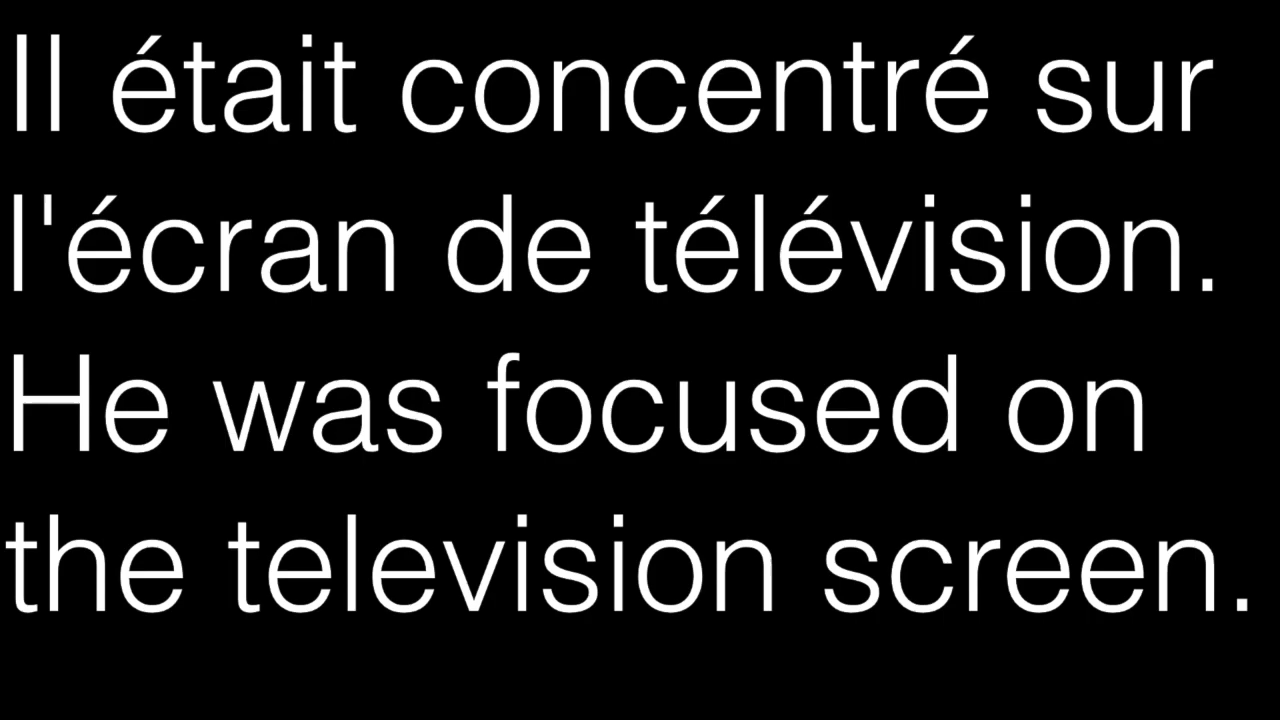 Il était concentré sur
l'écran de télévision.
He was focused on
the television screen.